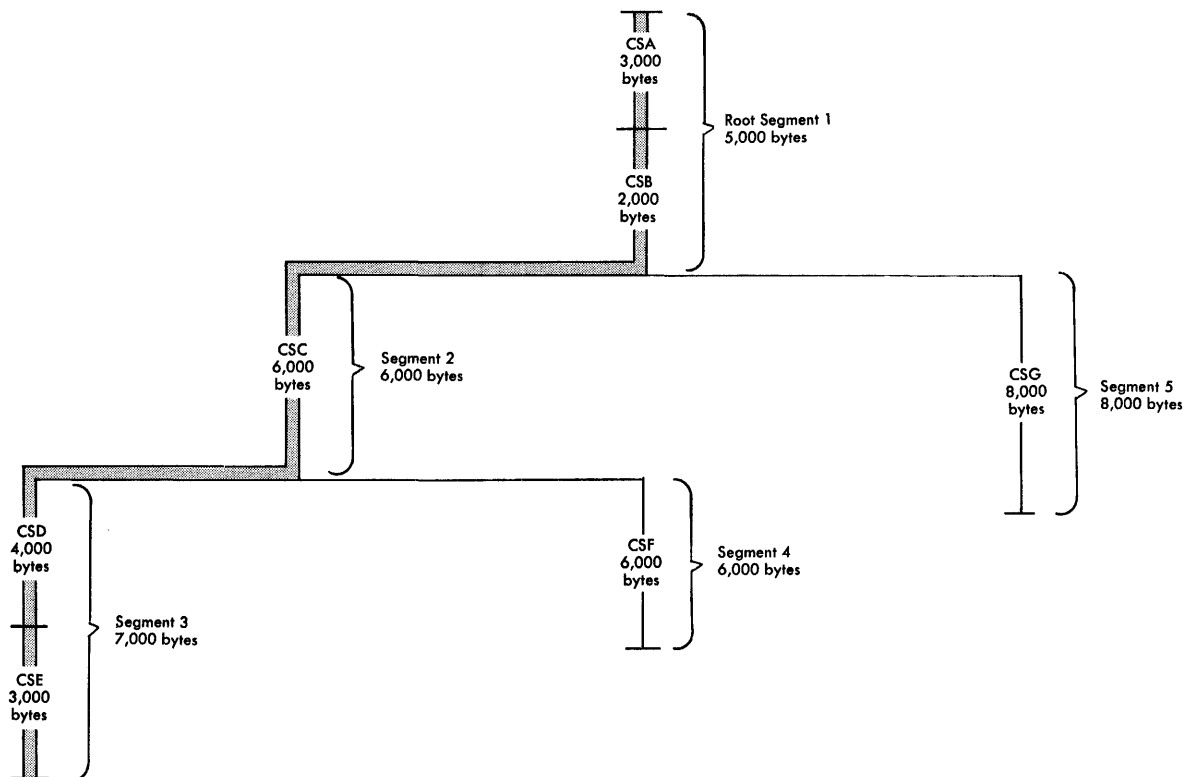 CSA
3,000
bytes
Root Segment 1
5,000 bytes
CSB
2,000
bytes
CSC
6,000
bytes
Segment 2
6,000 bytes
CSG
8,000
bytes
Segment 5
8,000 bytes
CSD
4,000
bytes
CSF
6,000
bytes
Segment 4
6,000 bytes
Segment 3
7,000 bytes
CSE
3,000
bytes